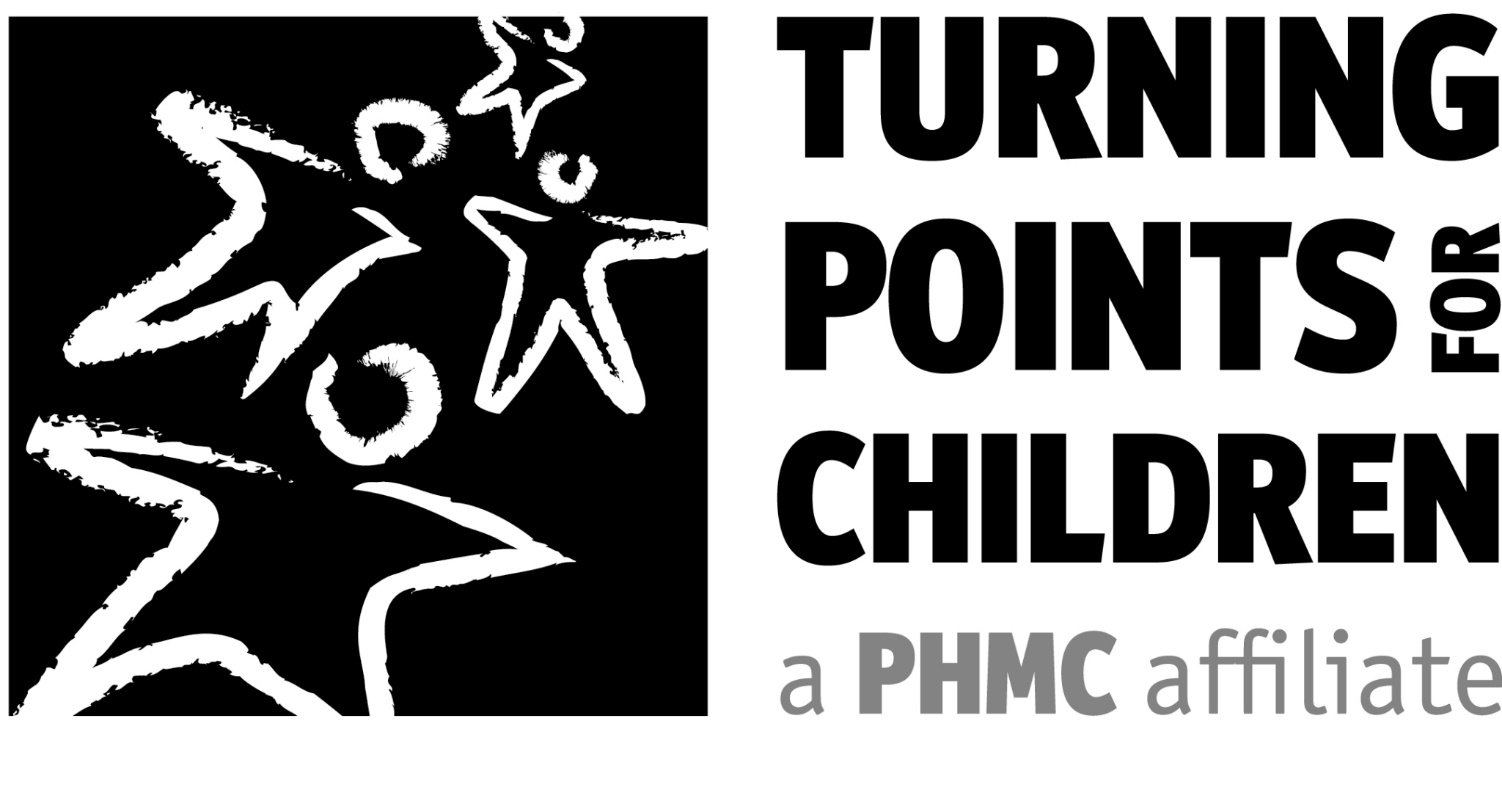 TURNING
POINTS FOR
CHILDREN
a PHMC affiliate